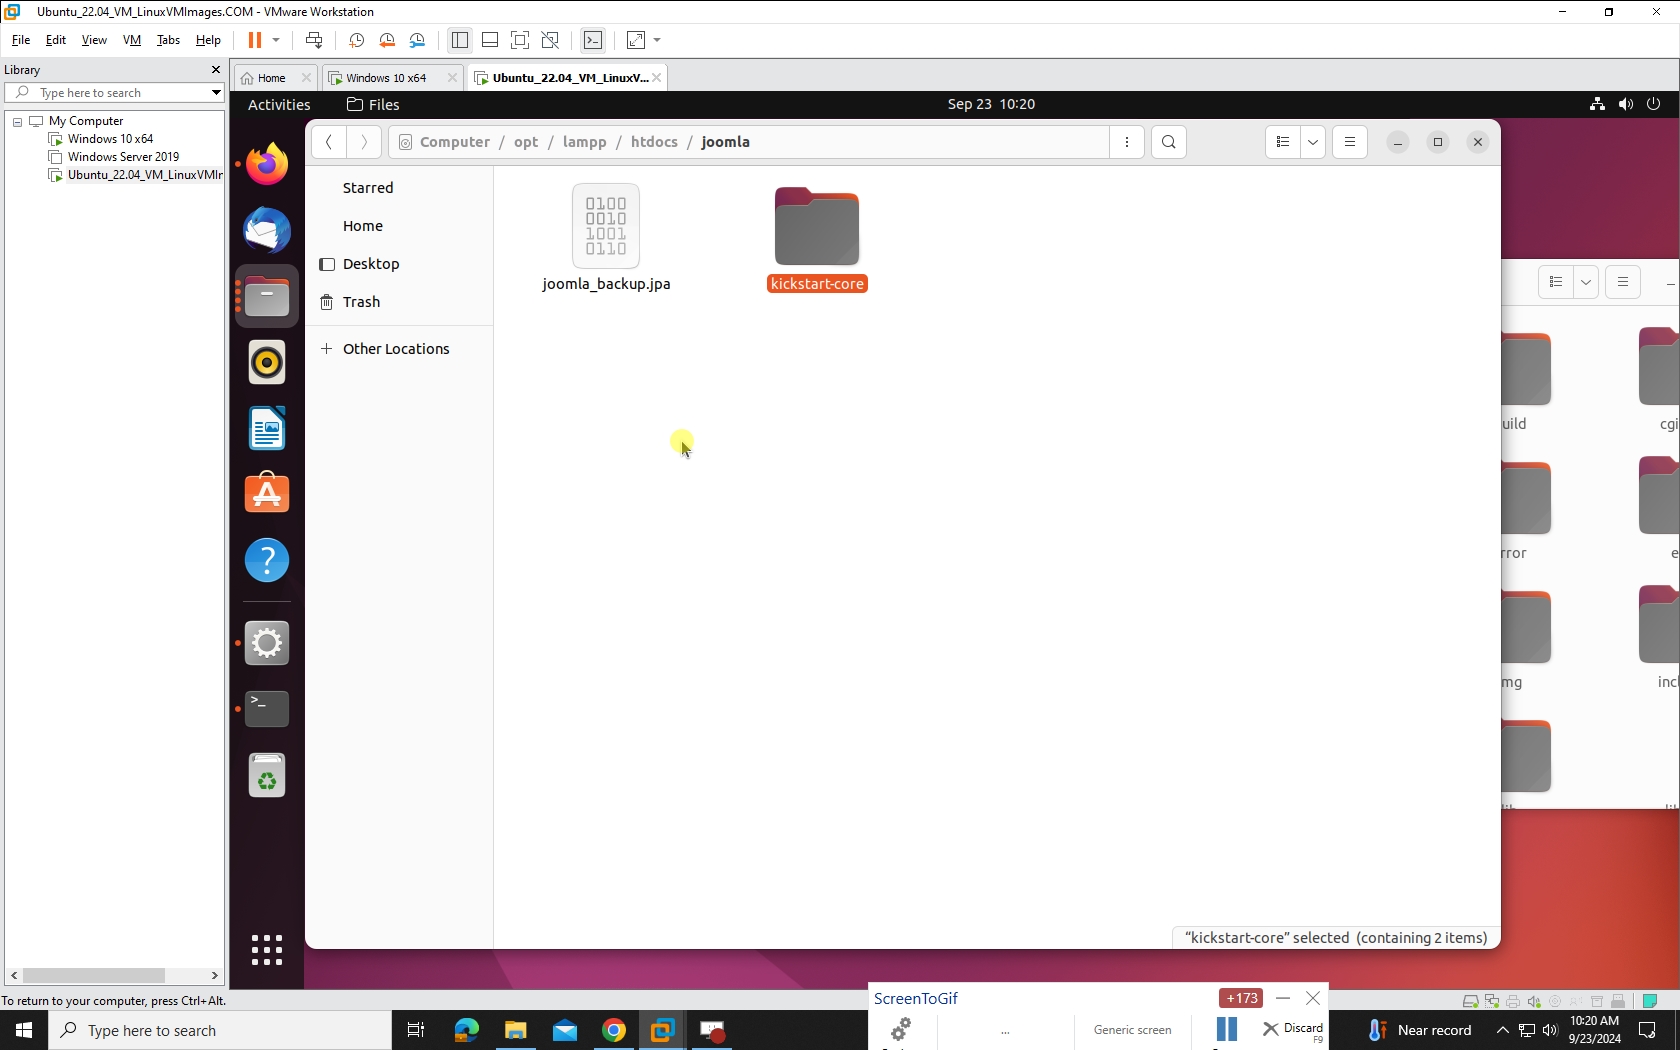 Ubuntu_22.04_VM_LinuxVMImages.COM - VMware Workstation
File Edit View VM Tabs Help
Library
Type here to search
Home
Windows 10 x64
Ubuntu_22.04_VM_LinuxV...
My Computer
Windows 10 x64
Windows Server 2019
Ubuntu_22.04_VM_LinuxVMIr
Activities
Files
Sep 23 10:20
Computer / opt / lampp / htdocs / joomla
Starred
Home
Desktop
Trash
+ Other Locations
0100
0010
1001
0110
joomla_backup.jpa
kickstart-core
uild
cgi
rror
e
mg
incl
"kickstart-core" selected (containing 2 items)
To return to your computer, press Ctrl+Alt.
ScreenToGif
+173
...
Generic screen
Discard
F9
Type here to search
Near record
10:20 AM
9/23/2024